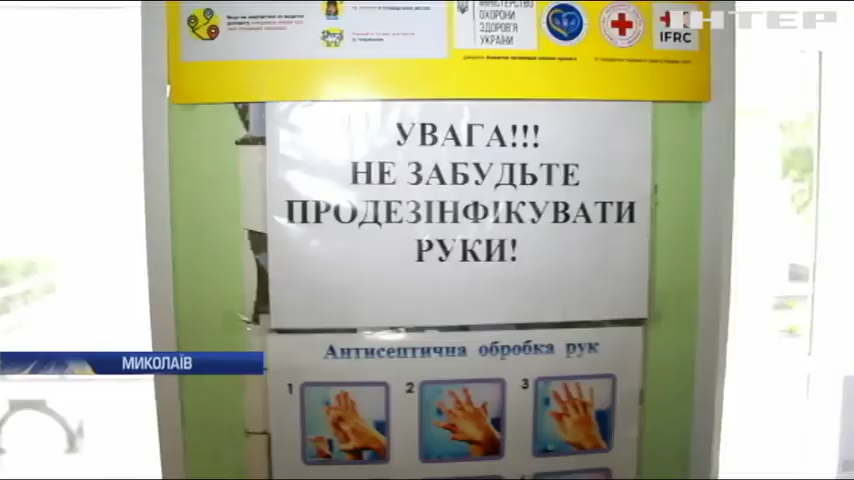 МІНІСТЕРСТВО
ОХОРОНИ
ЗДОРОВ'Я
УКРАЇНИ
IFRC
ІНТЕР
УВАГА!!!
НЕ ЗАБУДЬТЕ
ПРОДЕЗІНФІКУВАТИ
РУКИ!
Антисептична обробка рук
1 2 3
МИКОЛАЇВ